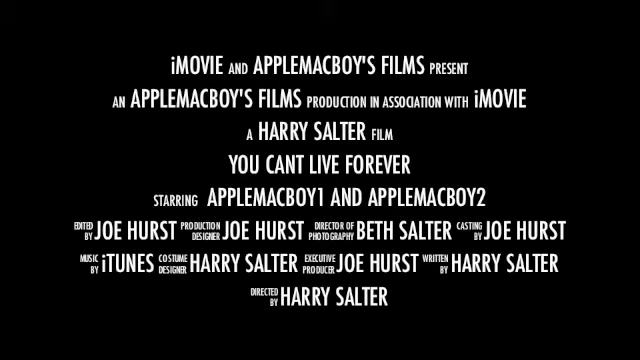 iMOVIE AND APPLEMACBOY'S FILMS PRESENT
AN APPLEMACBOY'S FILMS PRODUCTION IN ASSOCIATION WITH iMOVIE
A HARRY SALTER FILM
YOU CANT LIVE FOREVER
STARRING APPLEMACBOY1 AND APPLEMACBOY2
EDITED BY JOE HURST PRODUCTION DESIGNER JOE HURST DIRECTOR OF PHOTOGRAPHY BETH SALTER CASTING BY JOE HURST
MUSIC BY iTUNES COSTUME DESIGNER HARRY SALTER EXECUTIVE PRODUCER JOE HURST WRITTEN BY HARRY SALTER
DIRECTED BY HARRY SALTER